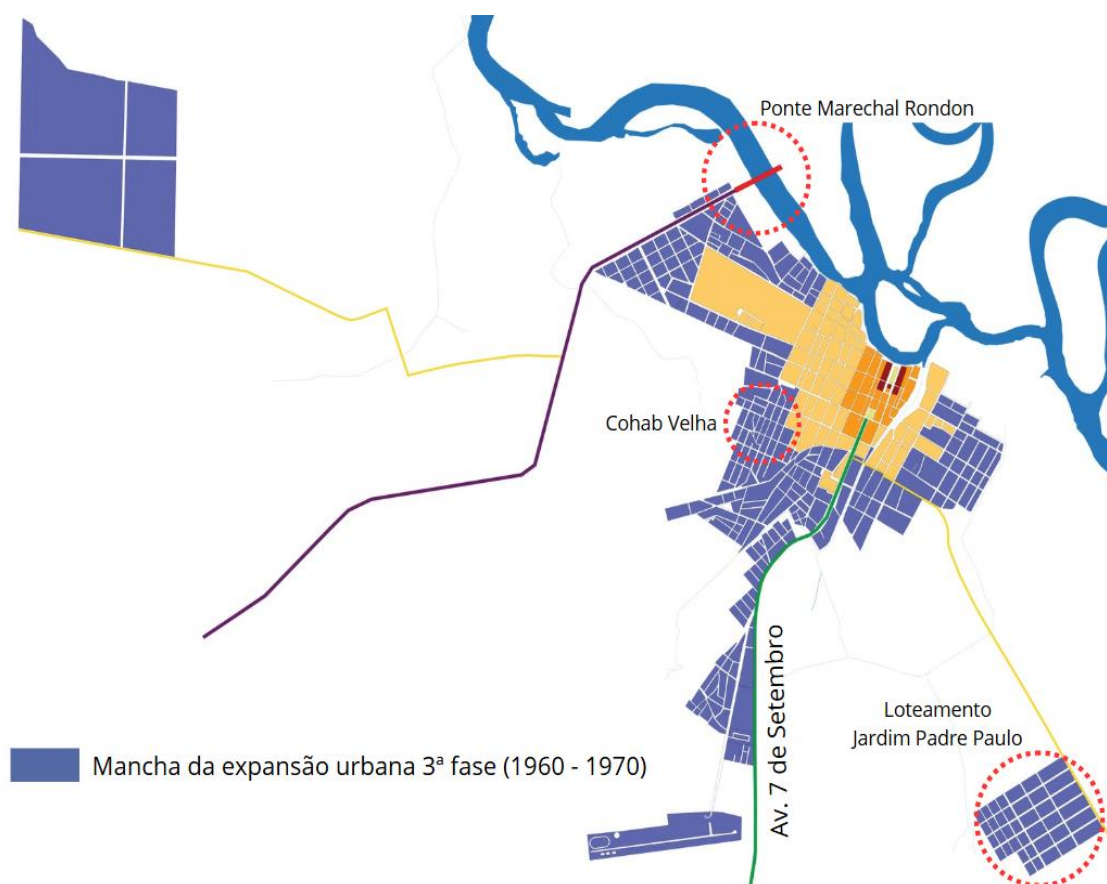 Ponte Marechal Rondon
Cohab Velha
Av. 7 de Setembro
Loteamento
Jardim Padre Paulo
Mancha da expansão urbana 3ª fase (1960 - 1970)